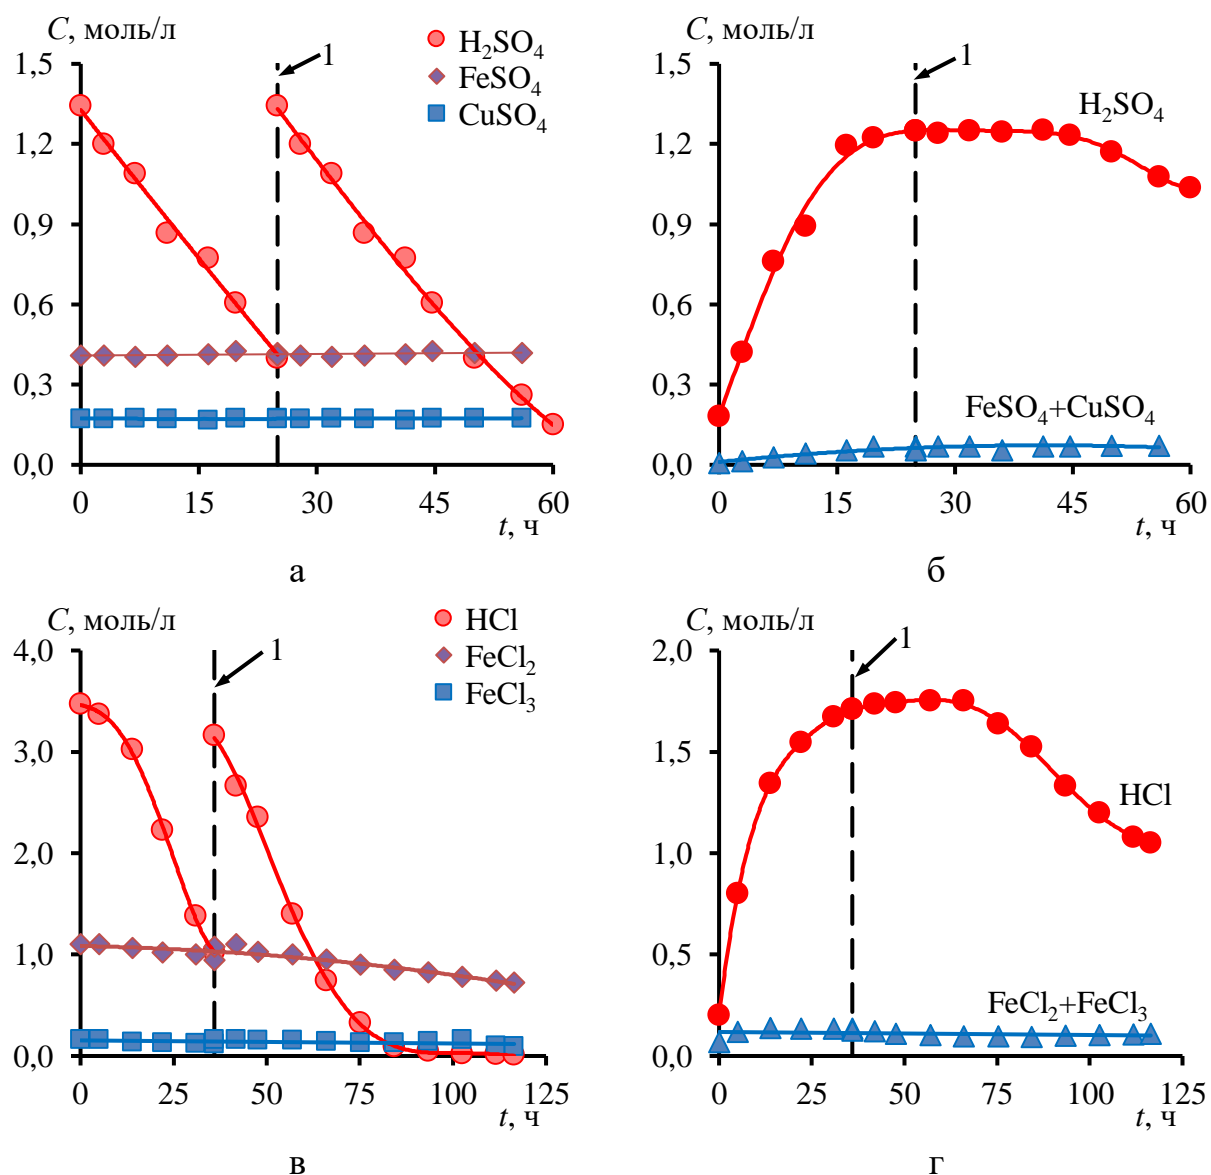 C, моль/л
H₂SO₄
FeSO₄
CuSO₄
1
1,5
1,2
0,9
0,6
0,3
0,0
0 15 30 45 60
t, ч
а
C, моль/л
1
H₂SO₄
FeSO₄+CuSO₄
1,5
1,2
0,9
0,6
0,3
0,0
0 15 30 45 60
t, ч
б
C, моль/л
HCl
FeCl₂
FeCl₃
1
4,0
3,0
2,0
1,0
0,0
0 25 50 75 100 125
t, ч
в
C, моль/л
1
HCl
FeCl₂+FeCl₃
2,0
1,5
1,0
0,5
0,0
0 25 50 75 100 125
t, ч
г